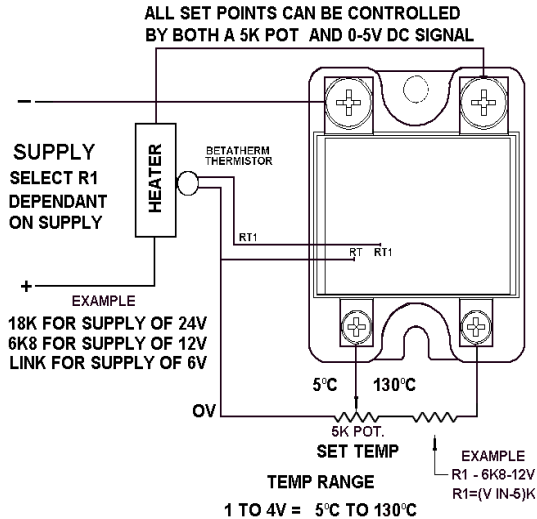 ALL SET POINTS CAN BE CONTROLLED
BY BOTH A 5K POT AND 0-5V DC SIGNAL
−
SUPPLY
SELECT R1
DEPENDANT
ON SUPPLY
HEATER
BETATHERM
THERMISTOR
RT1
RT RT1
+
EXAMPLE
18K FOR SUPPLY OF 24V
6K8 FOR SUPPLY OF 12V
LINK FOR SUPPLY OF 6V
5°C 130°C
OV
5K POT.
SET TEMP
EXAMPLE
R1 - 6K8-12V
R1=(V IN-5)K
TEMP RANGE
1 TO 4V = 5°C TO 130°C